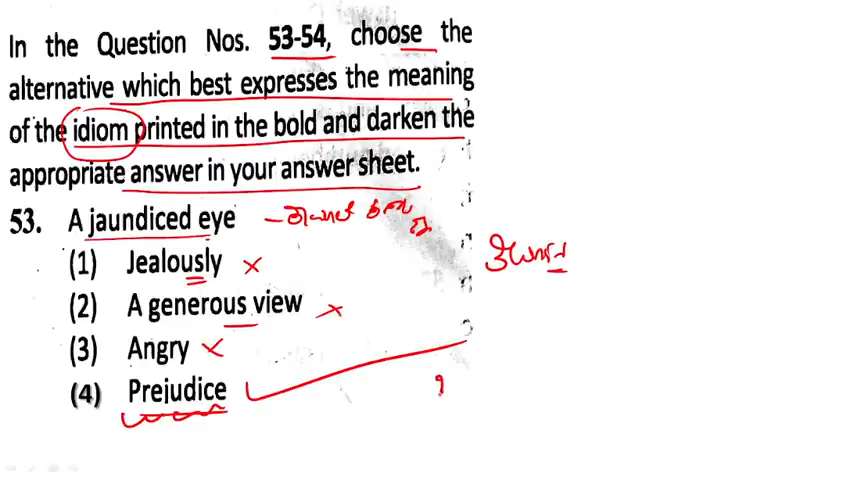 In the Question Nos. 53-54, choose the
alternative which best expresses the meaning
of the idiom printed in the bold and darken the
appropriate answer in your answer sheet.
53. A jaundiced eye
(1) Jealously
(2) A generous view
(3) Angry
(4) Prejudice